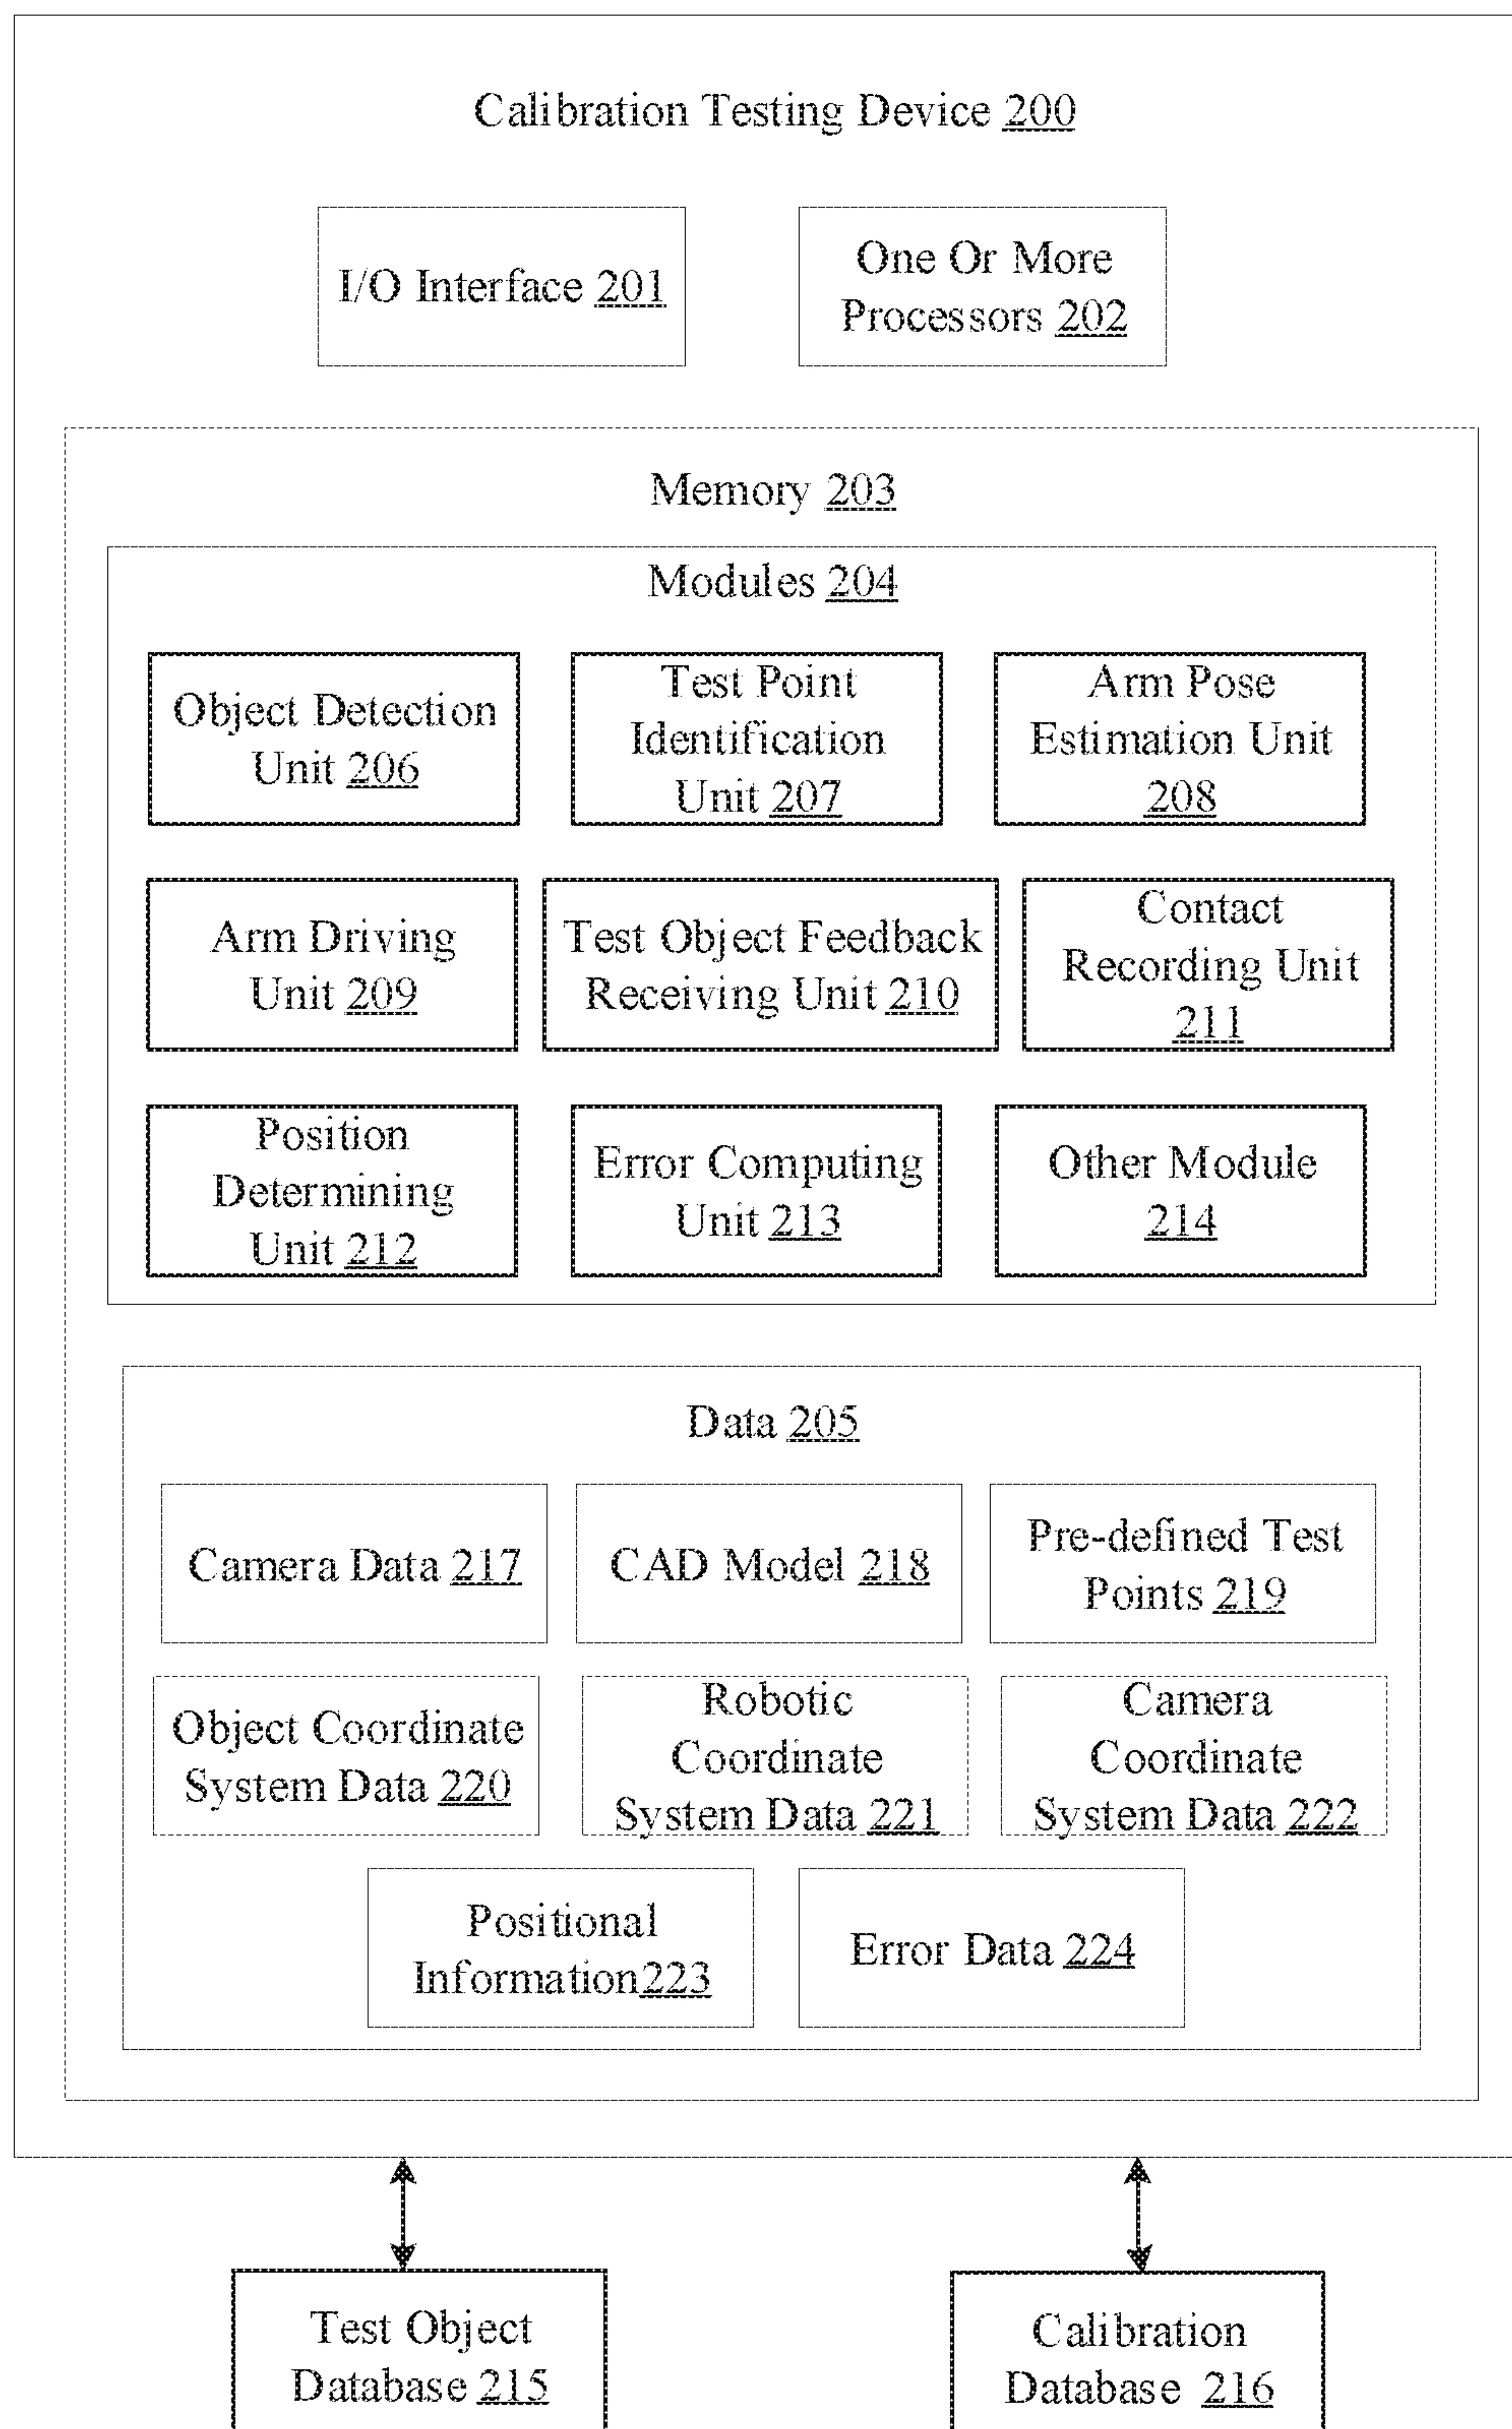 Calibration Testing Device 200
I/O Interface 201
One Or More
Processors 202
Memory 203
Modules 204
Object Detection
Unit 206
Test Point
Identification
Unit 207
Arm Pose
Estimation Unit
208
Arm Driving
Unit 209
Test Object Feedback
Receiving Unit 210
Contact
Recording Unit
211
Position
Determining
Unit 212
Error Computing
Unit 213
Other Module
214
Data 205
Camera Data 217
CAD Model 218
Pre-defined Test
Points 219
Object Coordinate
System Data 220
Robotic
Coordinate
System Data 221
Camera
Coordinate
System Data 222
Positional
Information223
Error Data 224
Test Object
Database 215
Calibration
Database 216